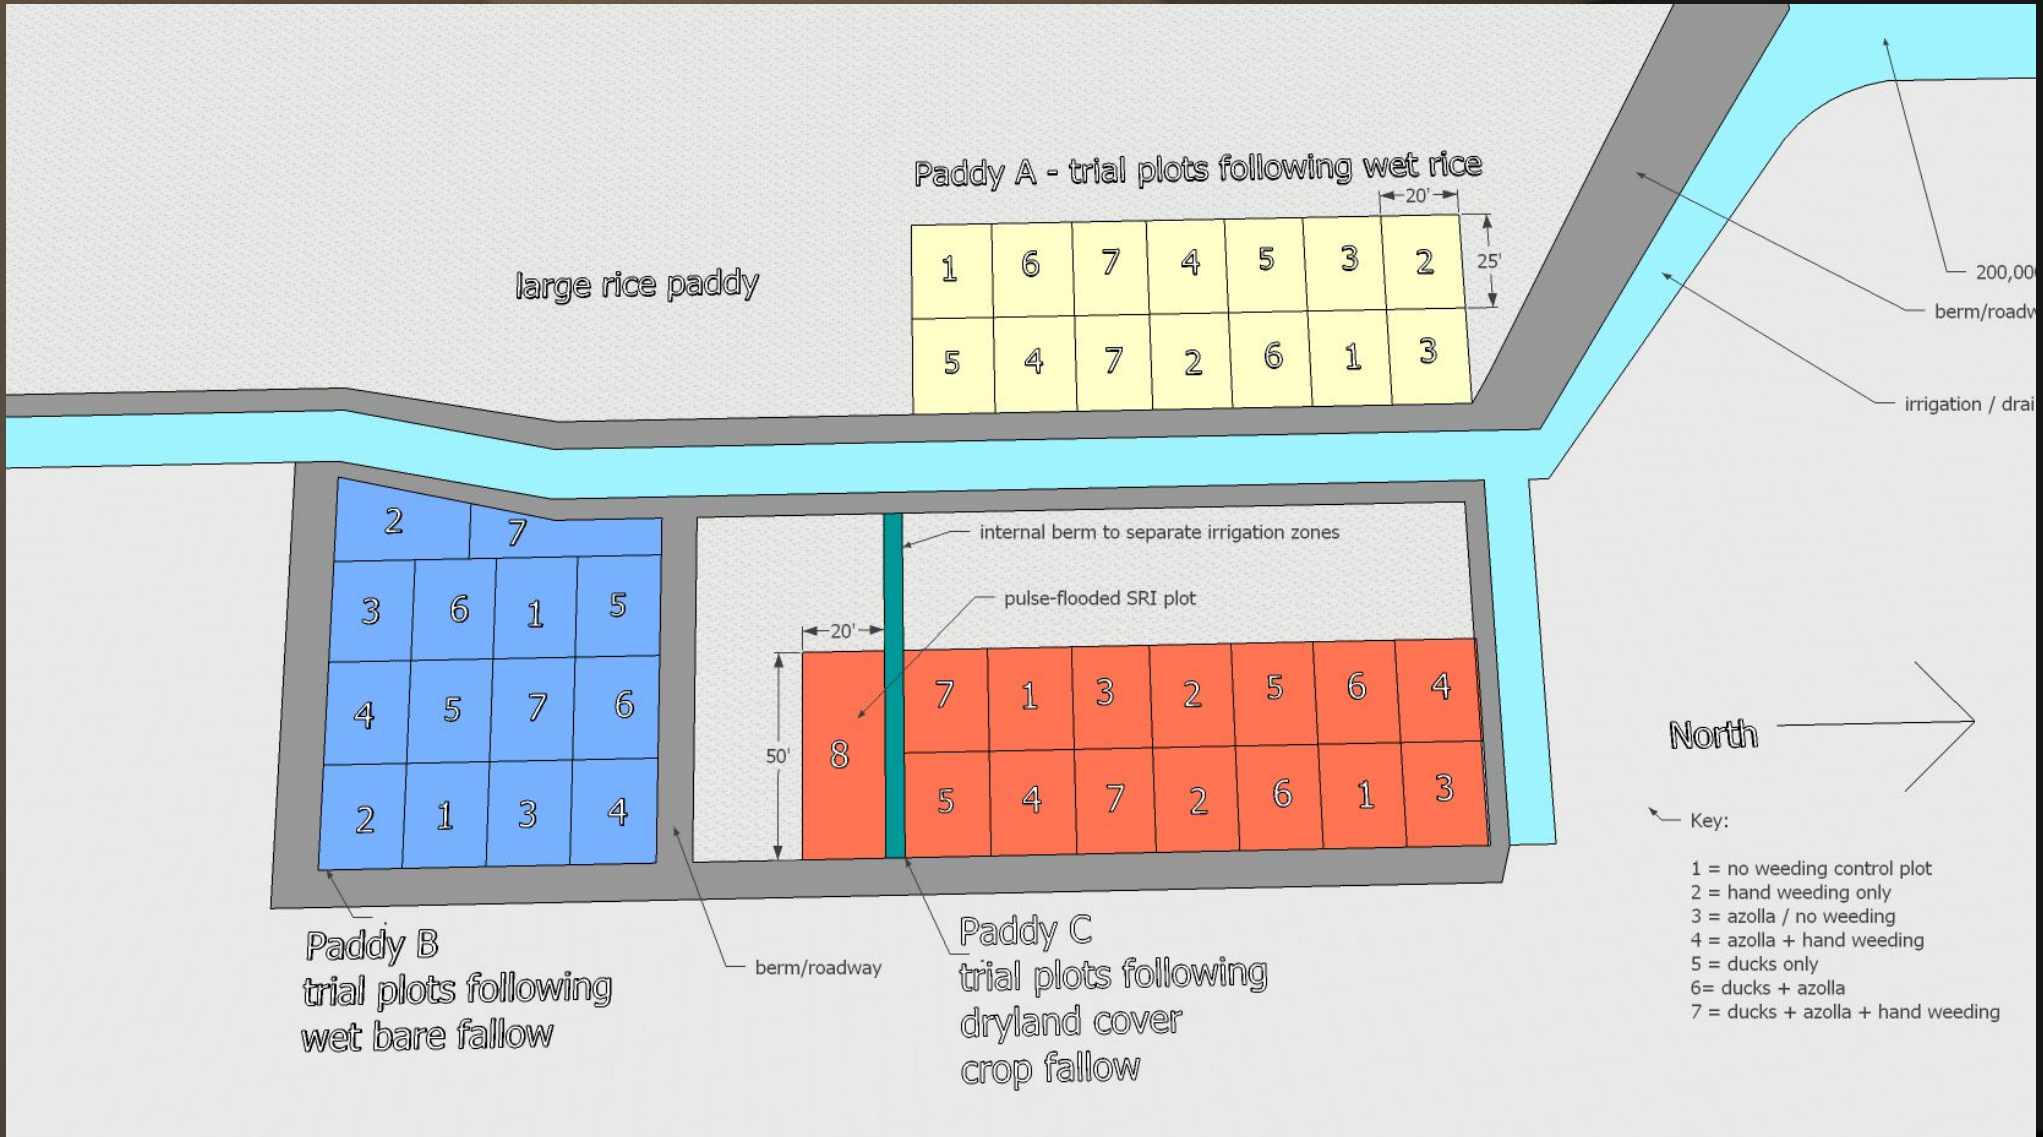 Paddy A - trial plots following wet rice
20'
25'
1 6 7 4 5 3 2
5 4 7 2 6 1 3
large rice paddy
berm/roadw
irrigation /
2 7
3 6 1 5
4 5 7 6
2 1 3 4
internal berm to separate irrigation zones
pulse-flooded SRI plot
20'
50'
8
7 1 3 2 5 6 4
5 4 7 2 6 1 3
North
Paddy B
trial plots following
wet bare fallow
berm/roadway
Paddy C
trial plots following
dryland cover
crop fallow
Key:
1 = no weeding control plot
2 = hand weeding only
3 = azolla / no weeding
4 = azolla + hand weeding
5 = ducks only
6= ducks + azolla
7 = ducks + azolla + hand weeding